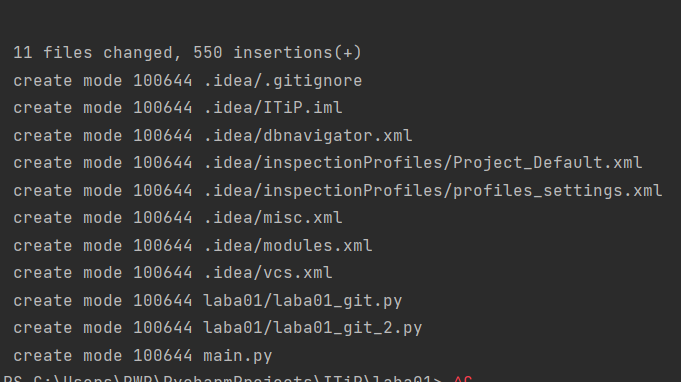 11 files changed, 550 insertions(+)
create mode 100644 .idea/.gitignore
create mode 100644 .idea/ITiP.iml
create mode 100644 .idea/dbnavigator.xml
create mode 100644 .idea/inspectionProfiles/Project_Default.xml
create mode 100644 .idea/inspectionProfiles/profiles_settings.xml
create mode 100644 .idea/misc.xml
create mode 100644 .idea/modules.xml
create mode 100644 .idea/vcs.xml
create mode 100644 laba01/laba01_git.py
create mode 100644 laba01/laba01_git_2.py
create mode 100644 main.py
PS C:\Users\PWR\PycharmProjects\ITiP\laba01> ^C